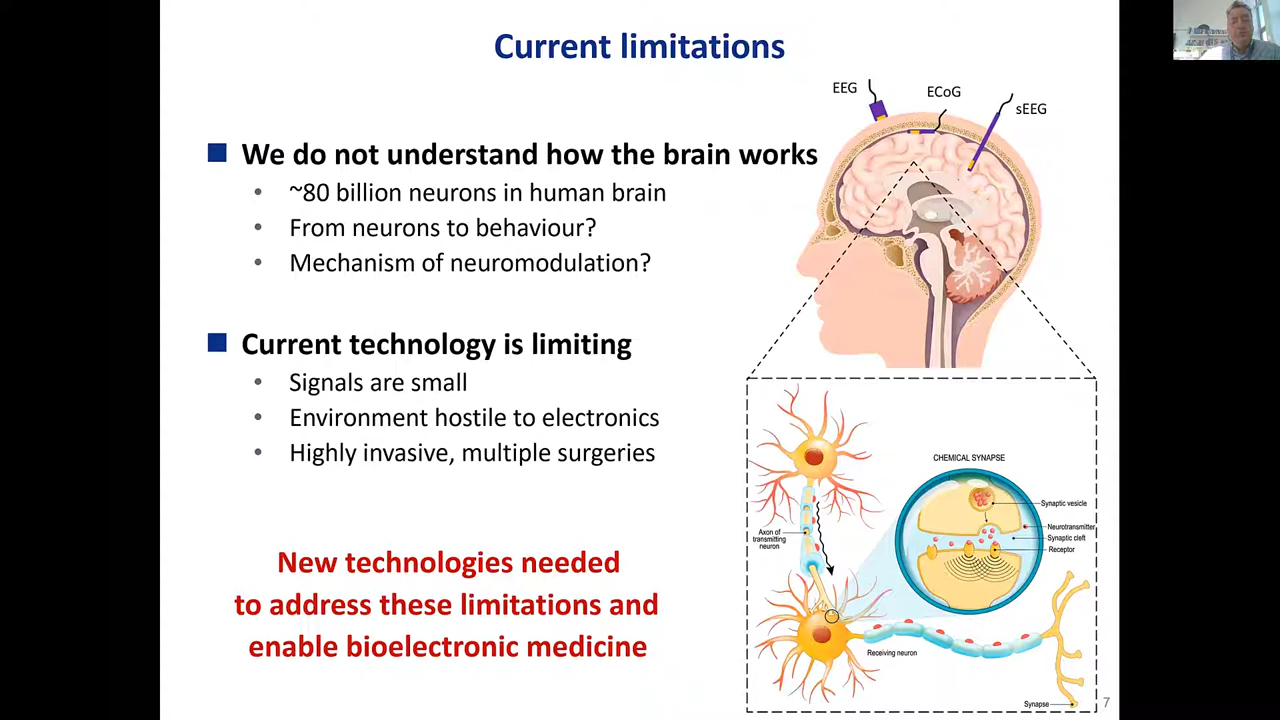 Current limitations
We do not understand how the brain works
• ~80 billion neurons in human brain
• From neurons to behaviour?
• Mechanism of neuromodulation?
Current technology is limiting
• Signals are small
• Environment hostile to electronics
• Highly invasive, multiple surgeries
New technologies needed
to address these limitations and
enable bioelectronic medicine
EEG
ECoG
sEEG
CHEMICAL SYNAPSE
Synaptic vesicle
Neurotransmitter
Synaptic cleft
Receptor
Axon of
transmitting
neuron
Receiving neuron
Synapse
7